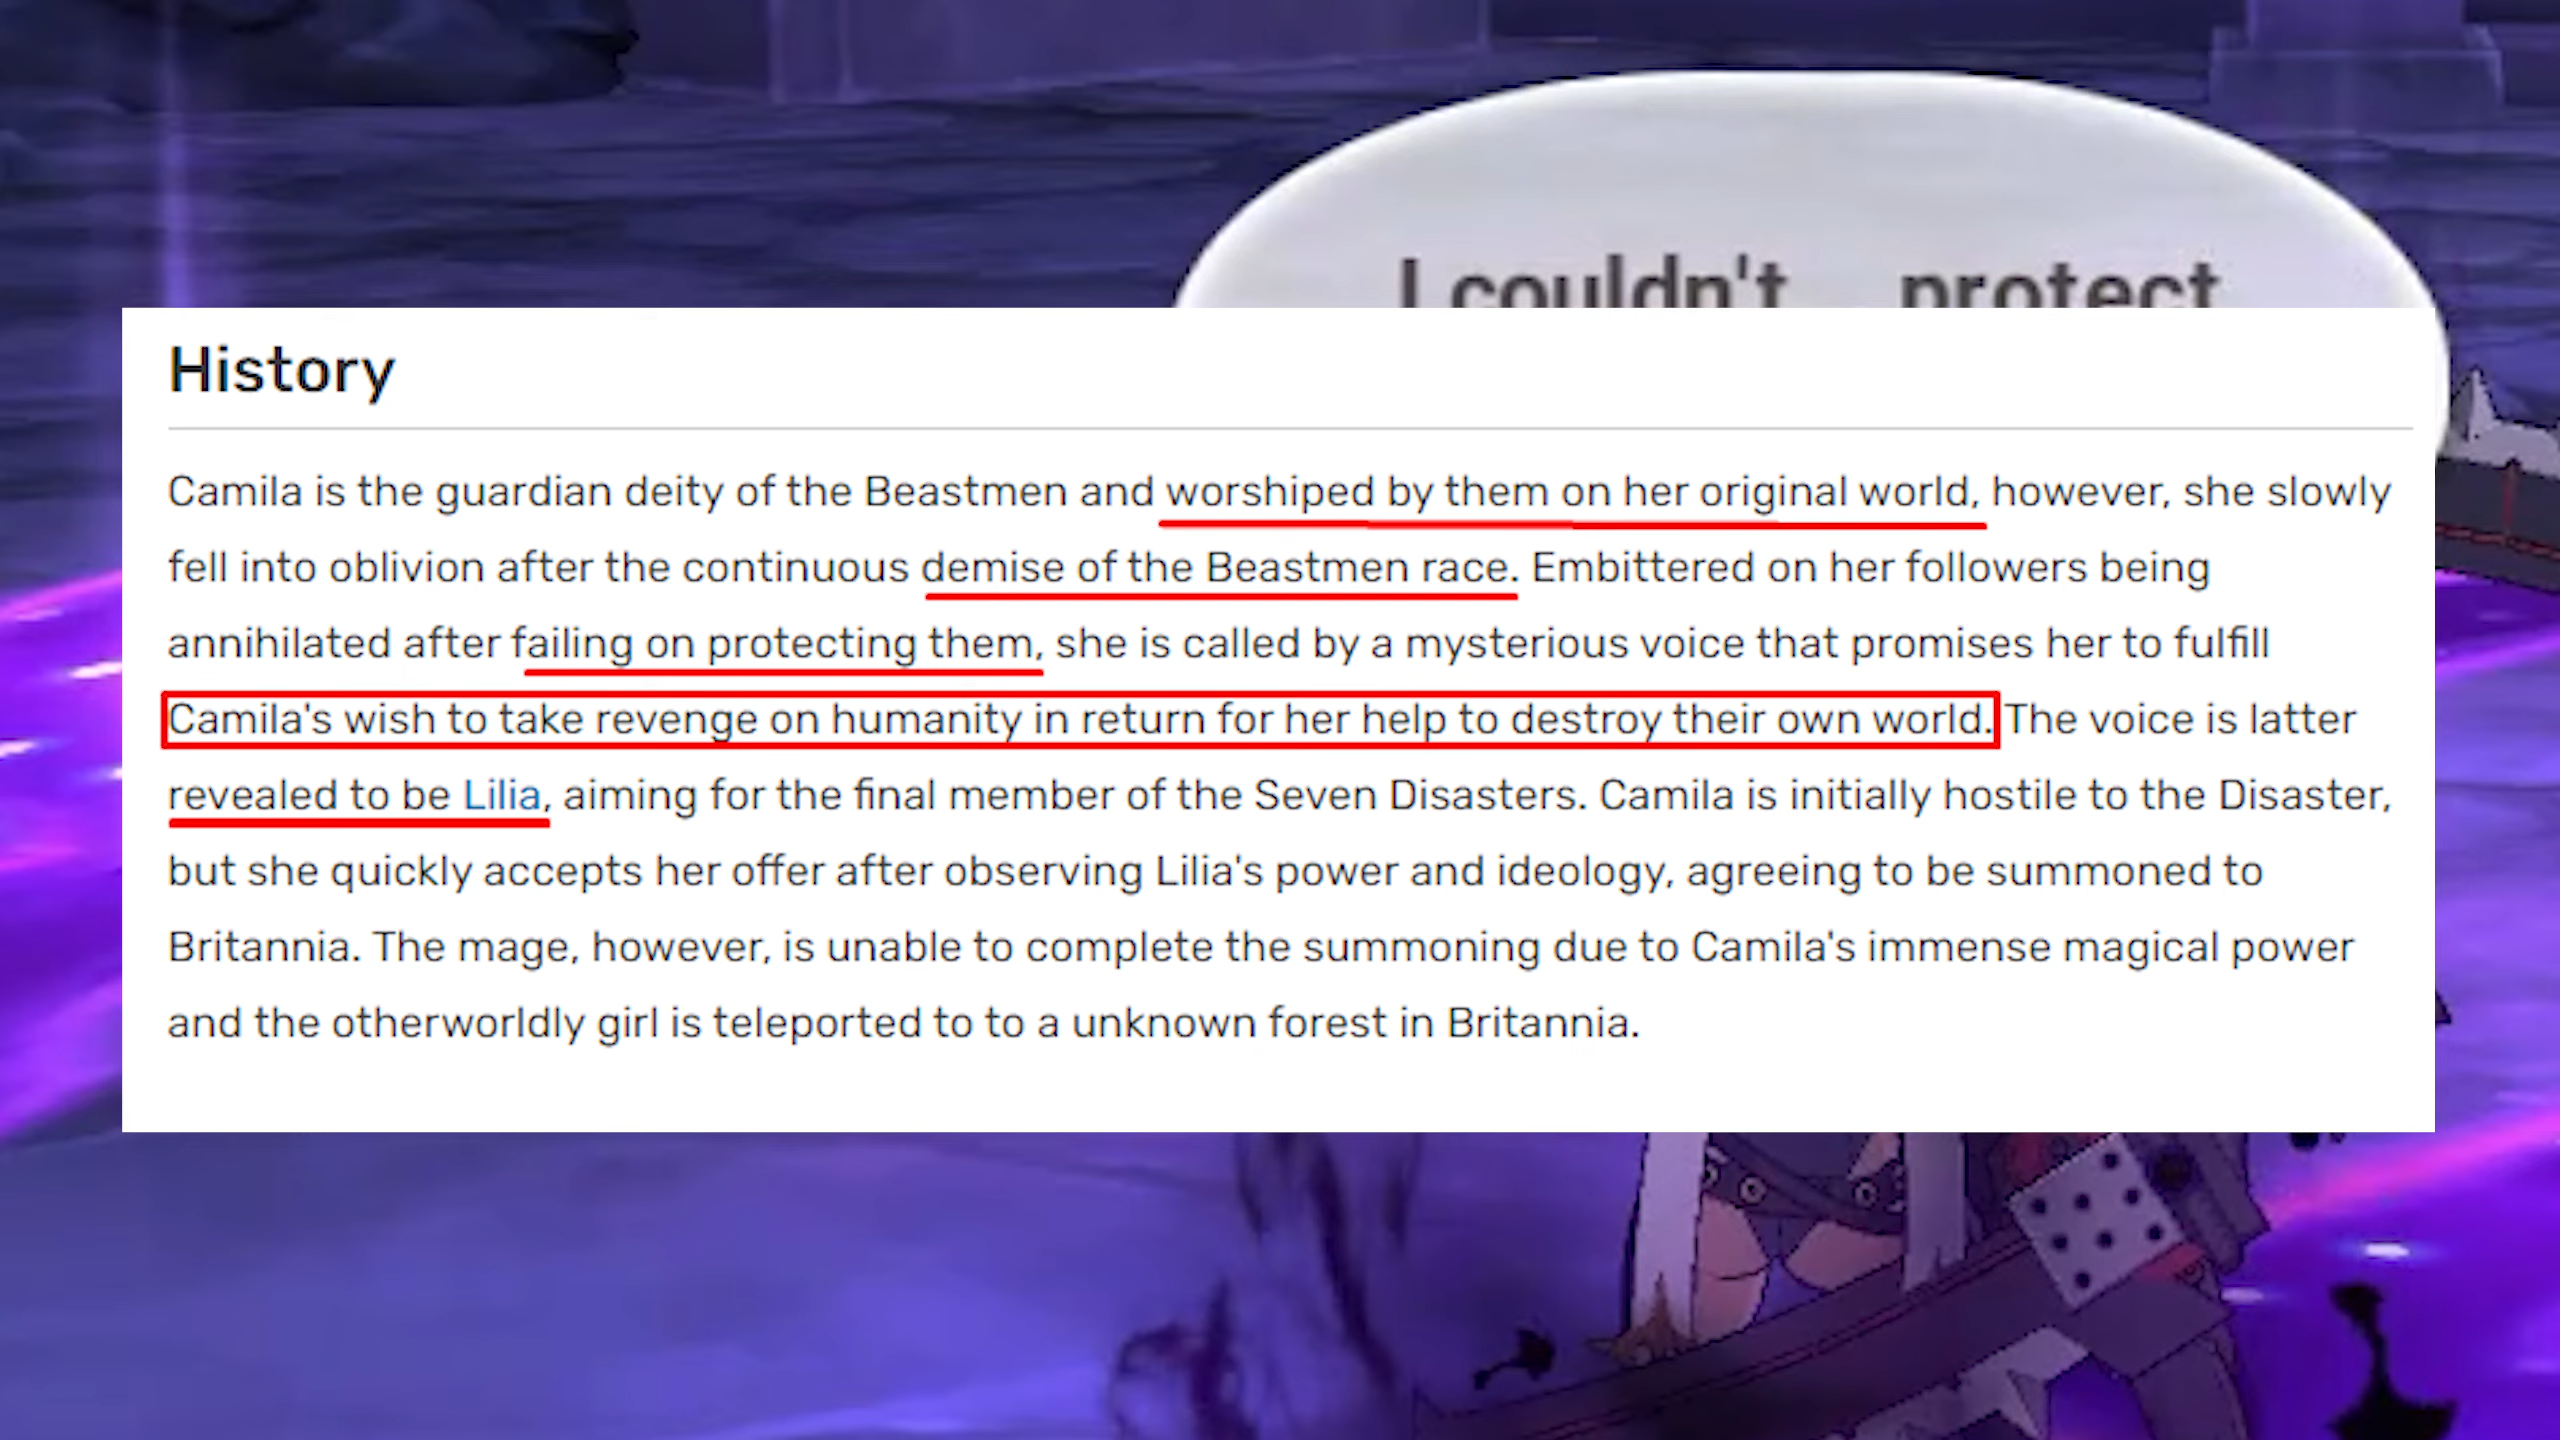 I couldn't protect
History
Camila is the guardian deity of the Beastmen and worshiped by them on her original world, however, she slowly
fell into oblivion after the continuous demise of the Beastmen race. Embittered on her followers being
annihilated after failing on protecting them, she is called by a mysterious voice that promises her to fulfill
Camila's wish to take revenge on humanity in return for her help to destroy their own world. The voice is latter
revealed to be Lilia, aiming for the final member of the Seven Disasters. Camila is initially hostile to the Disaster,
but she quickly accepts her offer after observing Lilia's power and ideology, agreeing to be summoned to
Britannia. The mage, however, is unable to complete the summoning due to Camila's immense magical power
and the otherworldly girl is teleported to to a unknown forest in Britannia.